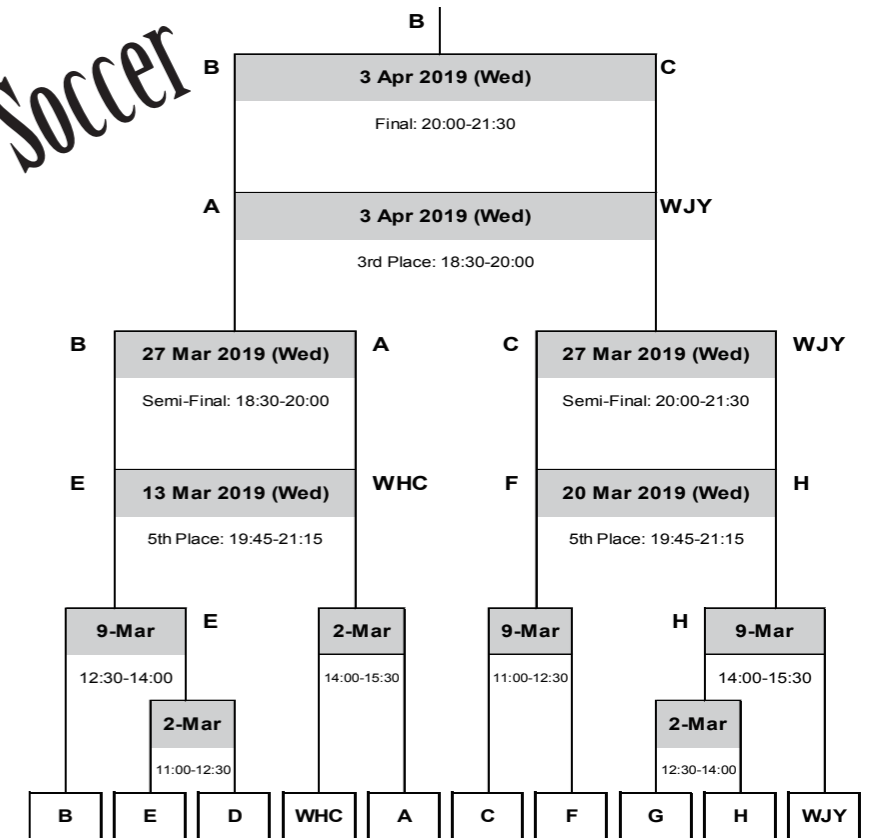 B
Soccer
B 3 Apr 2019 (Wed) C
Final: 20:00-21:30
A 3 Apr 2019 (Wed) WJY
3rd Place: 18:30-20:00
B 27 Mar 2019 (Wed) A C 27 Mar 2019 (Wed) WJY
Semi-Final: 18:30-20:00 Semi-Final: 20:00-21:30
E 13 Mar 2019 (Wed) WHC F 20 Mar 2019 (Wed) H
5th Place: 19:45-21:15 5th Place: 19:45-21:15
9-Mar E 2-Mar 9-Mar H 9-Mar
12:30-14:00 14:00-15:30 11:00-12:30 14:00-15:30
2-Mar 2-Mar
11:00-12:30 12:30-14:00
B E D WHC A C F G H WJY